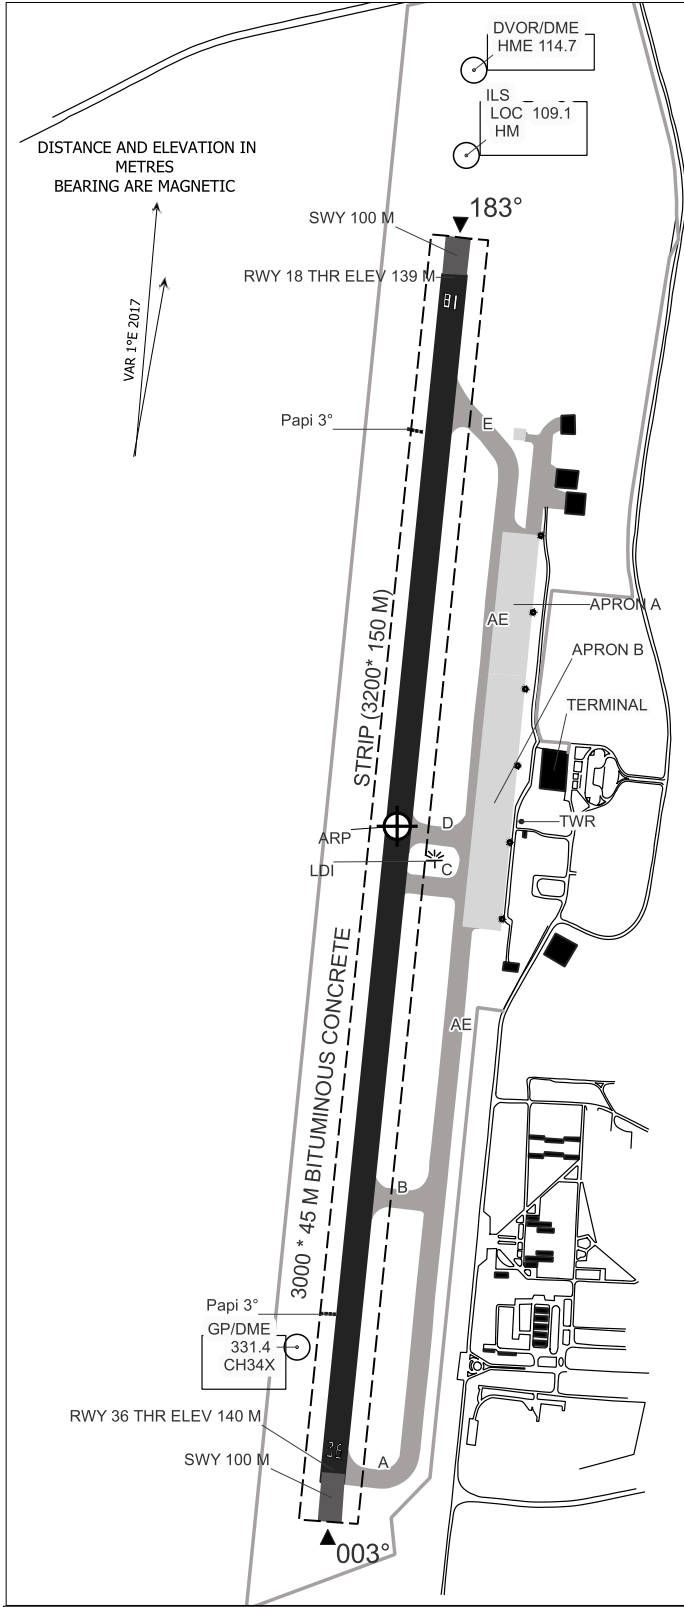 DVOR/DME
HME 114.7
ILS
LOC 109.1
HM
DISTANCE AND ELEVATION IN
METRES
BEARING ARE MAGNETIC
183°
SWY 100 M
RWY 18 THR ELEV 139 M
18
VAR 1°E 2017
Papi 3°
E
APRON A
AE
APRON B
STRIP (3200* 150 M)
TERMINAL
D
TWR
ARP
LDI
C
3000 * 45 M BITUMINOUS CONCRETE
AE
B
Papi 3°
GP/DME
331.4
CH34X
RWY 36 THR ELEV 140 M
A
SWY 100 M
003°